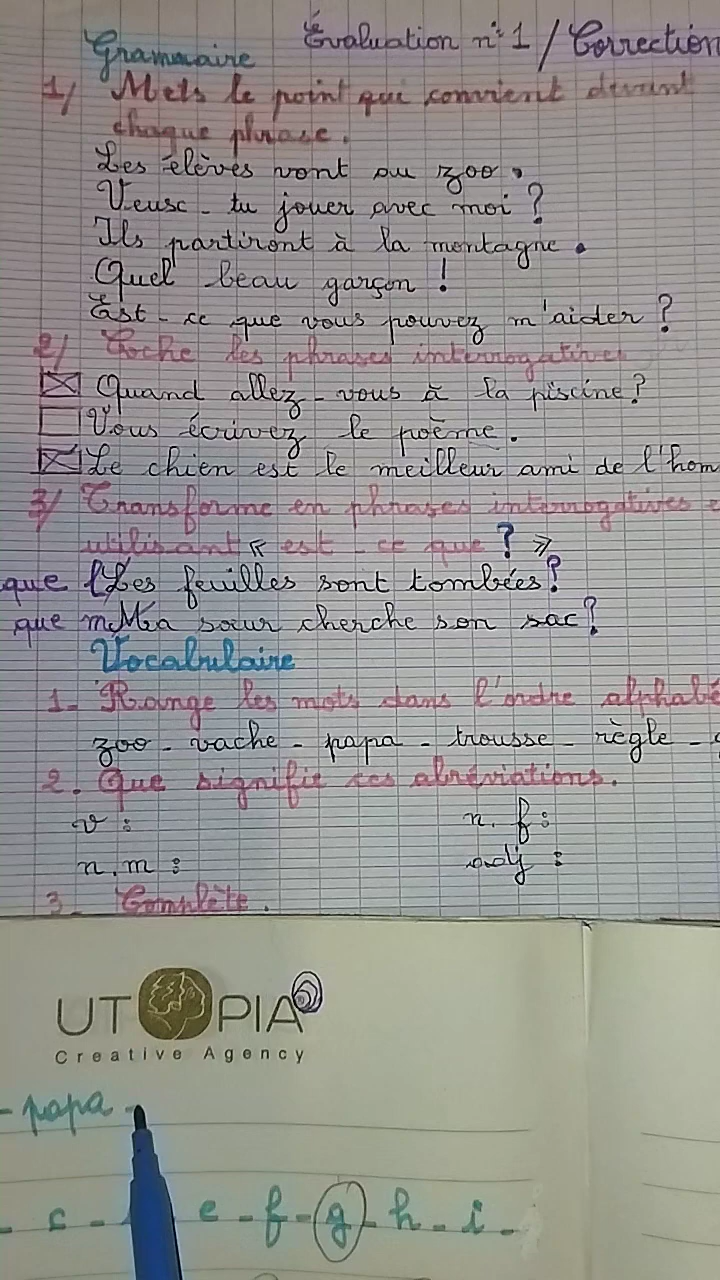 Évaluation n°1 / Correction
Grammaire
1/ Mets le point qui convient devant
chaque phrase.
Les élèves vont au zoo .
Veux-tu jouer avec moi ?
Ils partiront à la montagne .
Quel beau garçon !
Est-ce que vous pouvez m'aider ?
2/ Coche les phrases interrogatives
Quand allez-vous à la piscine ?
Vous écrivez le poème .
Le chien est le meilleur ami de l'hom
3/ Transforme en phrases interrogatives e
utilisant « est-ce que ? »
que l Les feuilles sont tombées ?
que m Ma sœur cherche son sac ?
Vocabulaire
1- Range les mots dans l'ordre alphabé
zoo - vache - papa - trousse - règle -
2. Que signifie ces abréviations.
v : n. f :
n.m : adj :
3- Complète .
UTOPIA
Creative Agency
- papa -
- c - e - f - g - h - i -